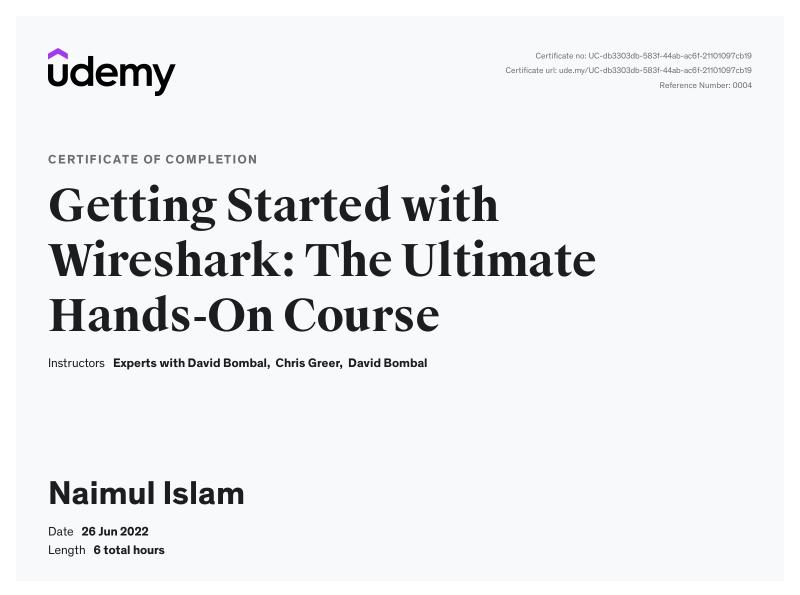 udemy
Certificate no: UC-db3303db-583f-44ab-ac6f-21101097cb19
Certificate url: ude.my/UC-db3303db-583f-44ab-ac6f-21101097cb19
Reference Number: 0004
CERTIFICATE OF COMPLETION
Getting Started with
Wireshark: The Ultimate
Hands-On Course
Instructors Experts with David Bombal, Chris Greer, David Bombal
Naimul Islam
Date 26 Jun 2022
Length 6 total hours